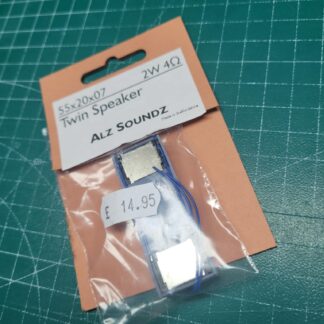 55x20x07 2W 4Ω
Twin Speaker
ALZ SOUNDZ
£ 14.95